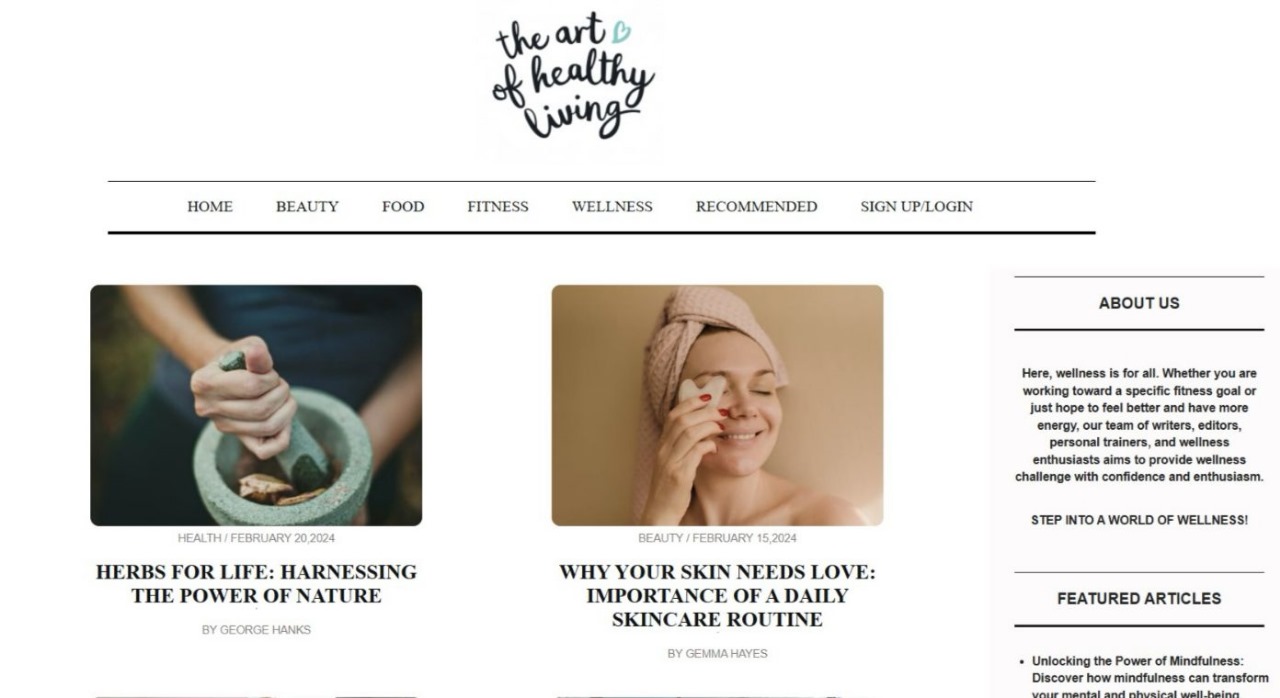 the art
of healthy
living
HOME BEAUTY FOOD FITNESS WELLNESS RECOMMENDED SIGN UP/LOGIN
HEALTH / FEBRUARY 20,2024
HERBS FOR LIFE: HARNESSING
THE POWER OF NATURE
BY GEORGE HANKS
BEAUTY / FEBRUARY 15,2024
WHY YOUR SKIN NEEDS LOVE:
IMPORTANCE OF A DAILY
SKINCARE ROUTINE
BY GEMMA HAYES
ABOUT US
Here, wellness is for all. Whether you are
working toward a specific fitness goal or
just hope to feel better and have more
energy, our team of writers, editors,
personal trainers, and wellness
enthusiasts aims to provide wellness
challenge with confidence and enthusiasm.
STEP INTO A WORLD OF WELLNESS!
FEATURED ARTICLES
• Unlocking the Power of Mindfulness:
Discover how mindfulness can transform
your mental and physical well-being